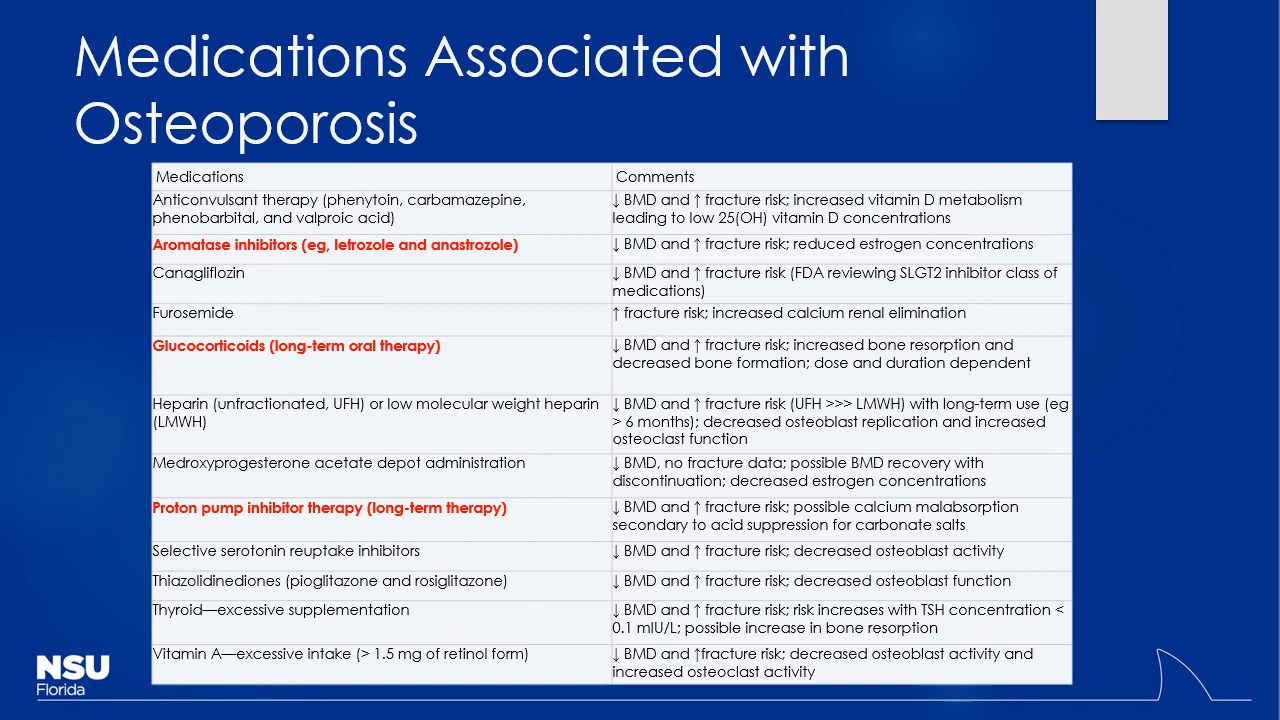 Medications Associated with
Osteoporosis
Medications Comments
Anticonvulsant therapy (phenytoin, carbamazepine,
phenobarbital, and valproic acid)
↓ BMD and ↑ fracture risk; increased vitamin D metabolism
leading to low 25(OH) vitamin D concentrations
Aromatase inhibitors (eg, letrozole and anastrozole)
↓ BMD and ↑ fracture risk; reduced estrogen concentrations
Canagliflozin
↓ BMD and ↑ fracture risk (FDA reviewing SLGT2 inhibitor class of
medications)
Furosemide
↑ fracture risk; increased calcium renal elimination
Glucocorticoids (long-term oral therapy)
↓ BMD and ↑ fracture risk; increased bone resorption and
decreased bone formation; dose and duration dependent
Heparin (unfractionated, UFH) or low molecular weight heparin
(LMWH)
↓ BMD and ↑ fracture risk (UFH >>> LMWH) with long-term use (eg
> 6 months); decreased osteoblast replication and increased
osteoclast function
Medroxyprogesterone acetate depot administration
↓ BMD, no fracture data; possible BMD recovery with
discontinuation; decreased estrogen concentrations
Proton pump inhibitor therapy (long-term therapy)
↓ BMD and ↑ fracture risk; possible calcium malabsorption
secondary to acid suppression for carbonate salts
Selective serotonin reuptake inhibitors
↓ BMD and ↑ fracture risk; decreased osteoblast activity
Thiazolidinediones (pioglitazone and rosiglitazone)
↓ BMD and ↑ fracture risk; decreased osteoblast function
Thyroid—excessive supplementation
↓ BMD and ↑ fracture risk; risk increases with TSH concentration <
0.1 mIU/L; possible increase in bone resorption
Vitamin A—excessive intake (> 1.5 mg of retinol form)
↓ BMD and ↑fracture risk; decreased osteoblast activity and
increased osteoclast activity
NSU
Florida